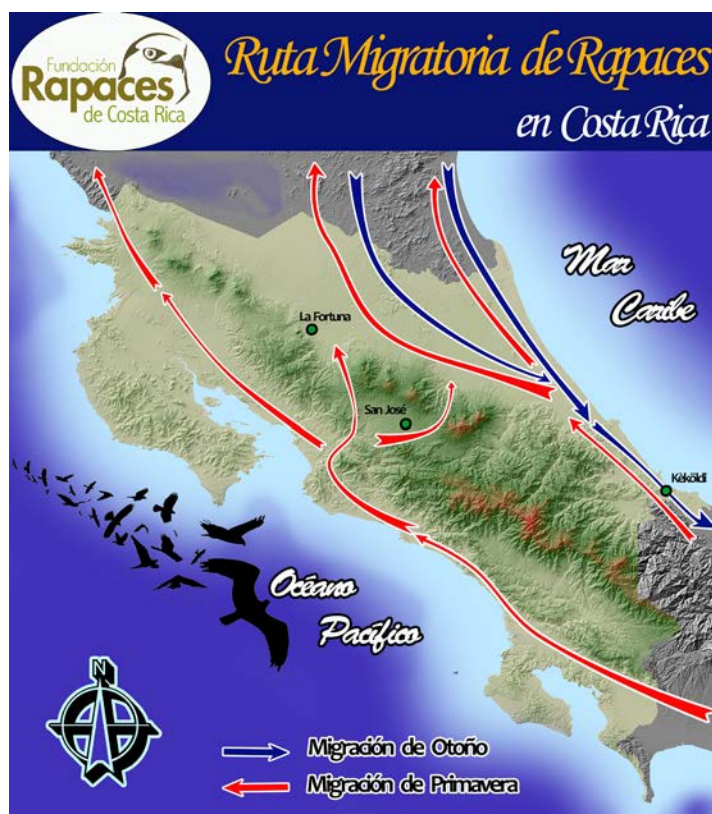 Fundación
Rapaces
de Costa Rica
Ruta Migratoria de Rapaces
en Costa Rica
Mar
Caribe
La Fortuna
San José
Kèköldi
Océano
Pacífico
N
Migración de Otoño
Migración de Primavera